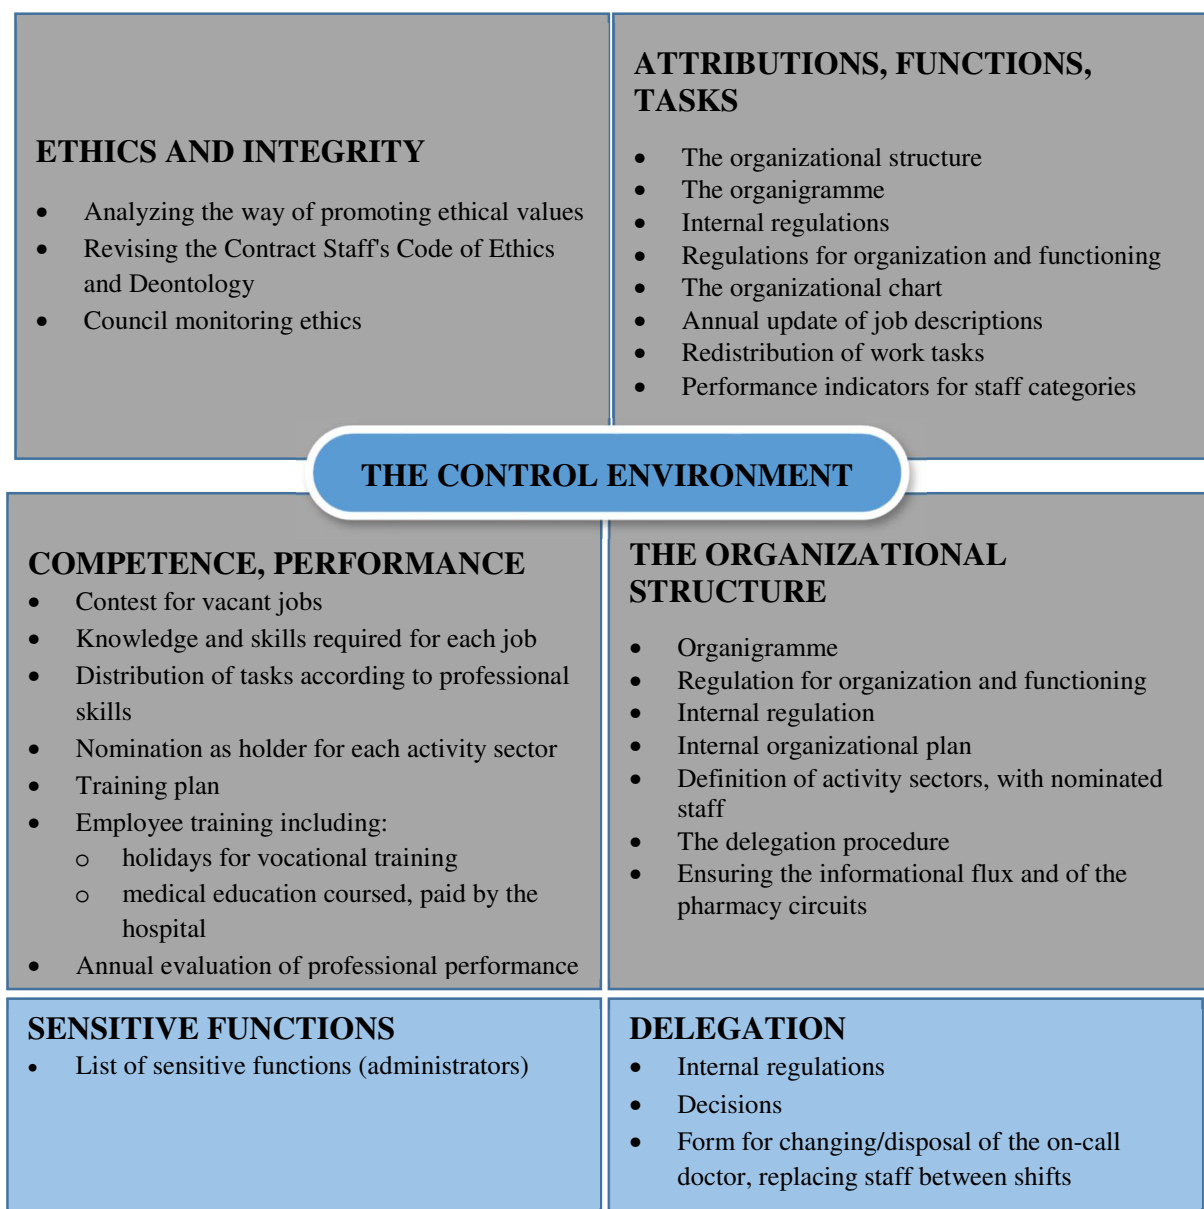 ETHICS AND INTEGRITY
• Analyzing the way of promoting ethical values
• Revising the Contract Staff's Code of Ethics
and Deontology
• Council monitoring ethics
ATTRIBUTIONS, FUNCTIONS,
TASKS
• The organizational structure
• The organigramme
• Internal regulations
• Regulations for organization and functioning
• The organizational chart
• Annual update of job descriptions
• Redistribution of work tasks
• Performance indicators for staff categories
THE CONTROL ENVIRONMENT
COMPETENCE, PERFORMANCE
• Contest for vacant jobs
• Knowledge and skills required for each job
• Distribution of tasks according to professional
skills
• Nomination as holder for each activity sector
• Training plan
• Employee training including:
o holidays for vocational training
o medical education coursed, paid by the
hospital
• Annual evaluation of professional performance
THE ORGANIZATIONAL
STRUCTURE
• Organigramme
• Regulation for organization and functioning
• Internal regulation
• Internal organizational plan
• Definition of activity sectors, with nominated
staff
• The delegation procedure
• Ensuring the informational flux and of the
pharmacy circuits
SENSITIVE FUNCTIONS
• List of sensitive functions (administrators)
DELEGATION
• Internal regulations
• Decisions
• Form for changing/disposal of the on-call
doctor, replacing staff between shifts